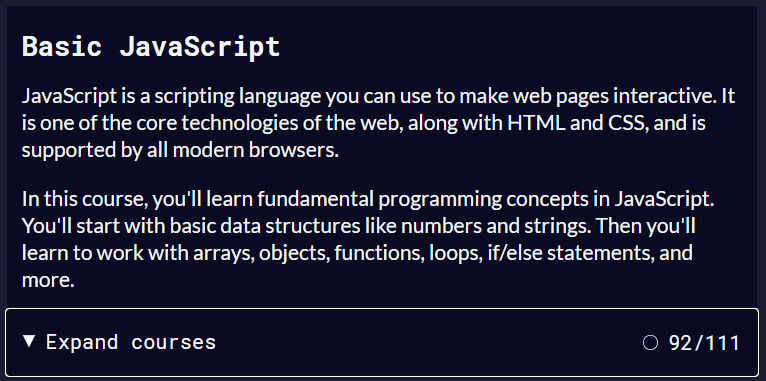 Basic JavaScript
JavaScript is a scripting language you can use to make web pages interactive. It
is one of the core technologies of the web, along with HTML and CSS, and is
supported by all modern browsers.
In this course, you'll learn fundamental programming concepts in JavaScript.
You'll start with basic data structures like numbers and strings. Then you'll
learn to work with arrays, objects, functions, loops, if/else statements, and
more.
Expand courses 92/111